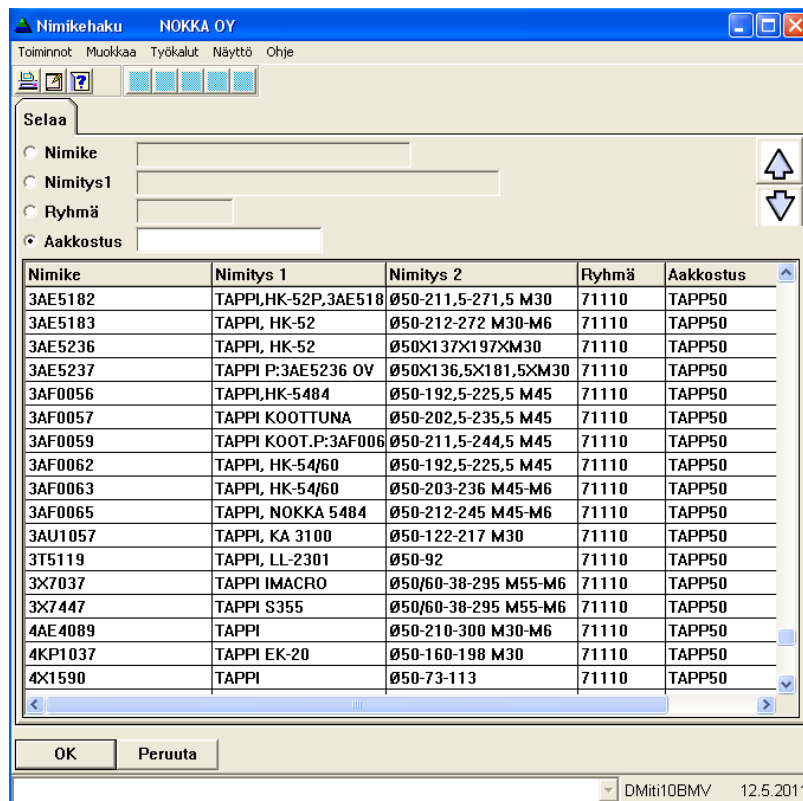 Nimikehaku NOKKA OY
Toiminnot Muokkaa Työkalut Näyttö Ohje
Selaa
Nimike
Nimitys1
Ryhmä
Aakkostus
Nimike Nimitys 1 Nimitys 2 Ryhmä Aakkostus
3AE5182 TAPPI,HK-52P,3AE518 Ø50-211,5-271,5 M30 71110 TAPP50
3AE5183 TAPPI, HK-52 Ø50-212-272 M30-M6 71110 TAPP50
3AE5236 TAPPI, HK-52 Ø50X137X197XM30 71110 TAPP50
3AE5237 TAPPI P:3AE5236 OV Ø50X136,5X181,5XM30 71110 TAPP50
3AF0056 TAPPI,HK-5484 Ø50-192,5-225,5 M45 71110 TAPP50
3AF0057 TAPPI KOOTTUNA Ø50-202,5-235,5 M45 71110 TAPP50
3AF0059 TAPPI KOOT.P:3AF006 Ø50-211,5-244,5 M45 71110 TAPP50
3AF0062 TAPPI, HK-54/60 Ø50-192,5-225,5 M45 71110 TAPP50
3AF0063 TAPPI, HK-54/60 Ø50-203-236 M45-M6 71110 TAPP50
3AF0065 TAPPI, NOKKA 5484 Ø50-212-245 M45-M6 71110 TAPP50
3AU1057 TAPPI, KA 3100 Ø50-122-217 M30 71110 TAPP50
3T5119 TAPPI, LL-2301 Ø50-92 71110 TAPP50
3X7037 TAPPI IMACRO Ø50/60-38-295 M55-M6 71110 TAPP50
3X7447 TAPPI S355 Ø50/60-38-295 M55-M6 71110 TAPP50
4AE4089 TAPPI Ø50-210-300 M30-M6 71110 TAPP50
4KP1037 TAPPI EK-20 Ø50-160-198 M30 71110 TAPP50
4X1590 TAPPI Ø50-73-113 71110 TAPP50
OK Peruuta
DMiti10BMV 12.5.2011